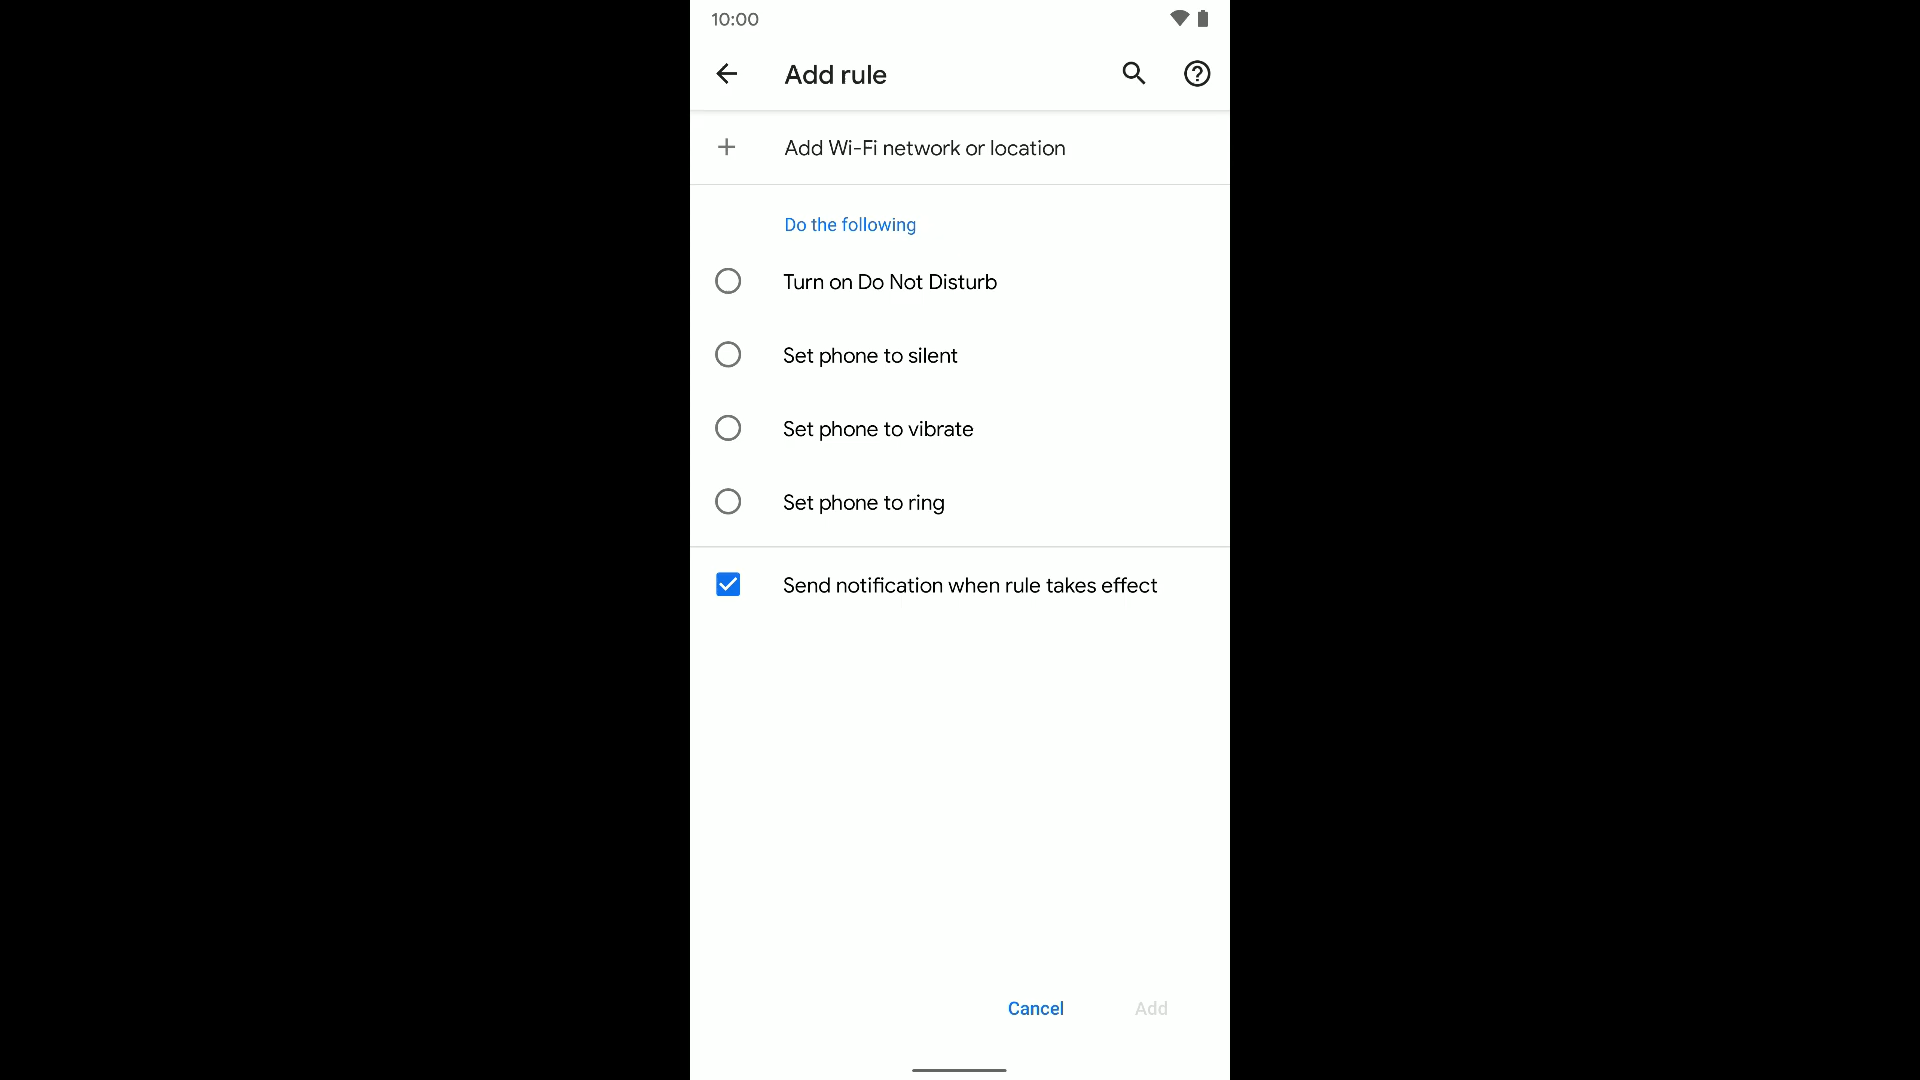 10:00
Add rule
Add Wi-Fi network or location
Do the following
Turn on Do Not Disturb
Set phone to silent
Set phone to vibrate
Set phone to ring
Send notification when rule takes effect
Cancel Add